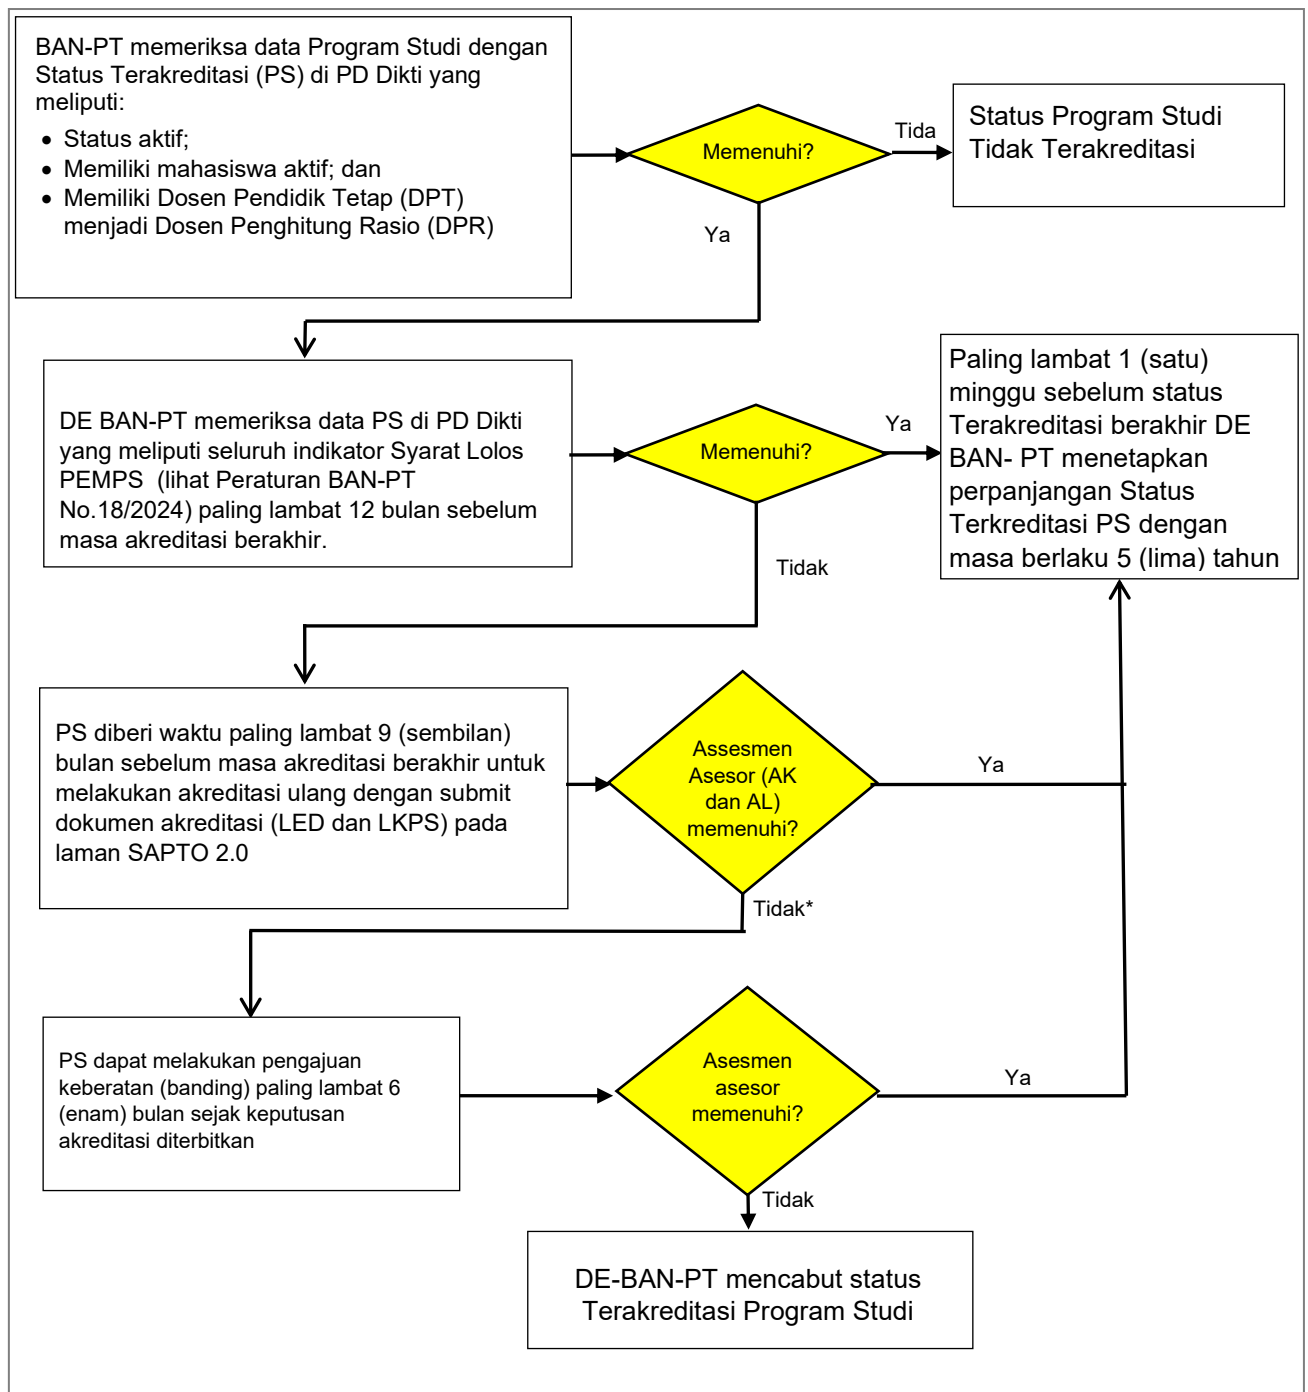 BAN-PT memeriksa data Program Studi dengan
Status Terakreditasi (PS) di PD Dikti yang
meliputi:
• Status aktif;
• Memiliki mahasiswa aktif; dan
• Memiliki Dosen Pendidik Tetap (DPT)
menjadi Dosen Penghitung Rasio (DPR)
Memenuhi?
Tida
Status Program Studi
Tidak Terakreditasi
Ya
DE BAN-PT memeriksa data PS di PD Dikti
yang meliputi seluruh indikator Syarat Lolos
PEMPS (lihat Peraturan BAN-PT
No.18/2024) paling lambat 12 bulan sebelum
masa akreditasi berakhir.
Memenuhi?
Ya
Paling lambat 1 (satu)
minggu sebelum status
Terakreditasi berakhir DE
BAN- PT menetapkan
perpanjangan Status
Terkreditasi PS dengan
masa berlaku 5 (lima) tahun
Tidak
PS diberi waktu paling lambat 9 (sembilan)
bulan sebelum masa akreditasi berakhir untuk
melakukan akreditasi ulang dengan submit
dokumen akreditasi (LED dan LKPS) pada
laman SAPTO 2.0
Assesmen
Asesor (AK
dan AL)
memenuhi?
Ya
Tidak*
PS dapat melakukan pengajuan
keberatan (banding) paling lambat 6
(enam) bulan sejak keputusan
akreditasi diterbitkan
Asesmen
asesor
memenuhi?
Ya
Tidak
DE-BAN-PT mencabut status
Terakreditasi Program Studi